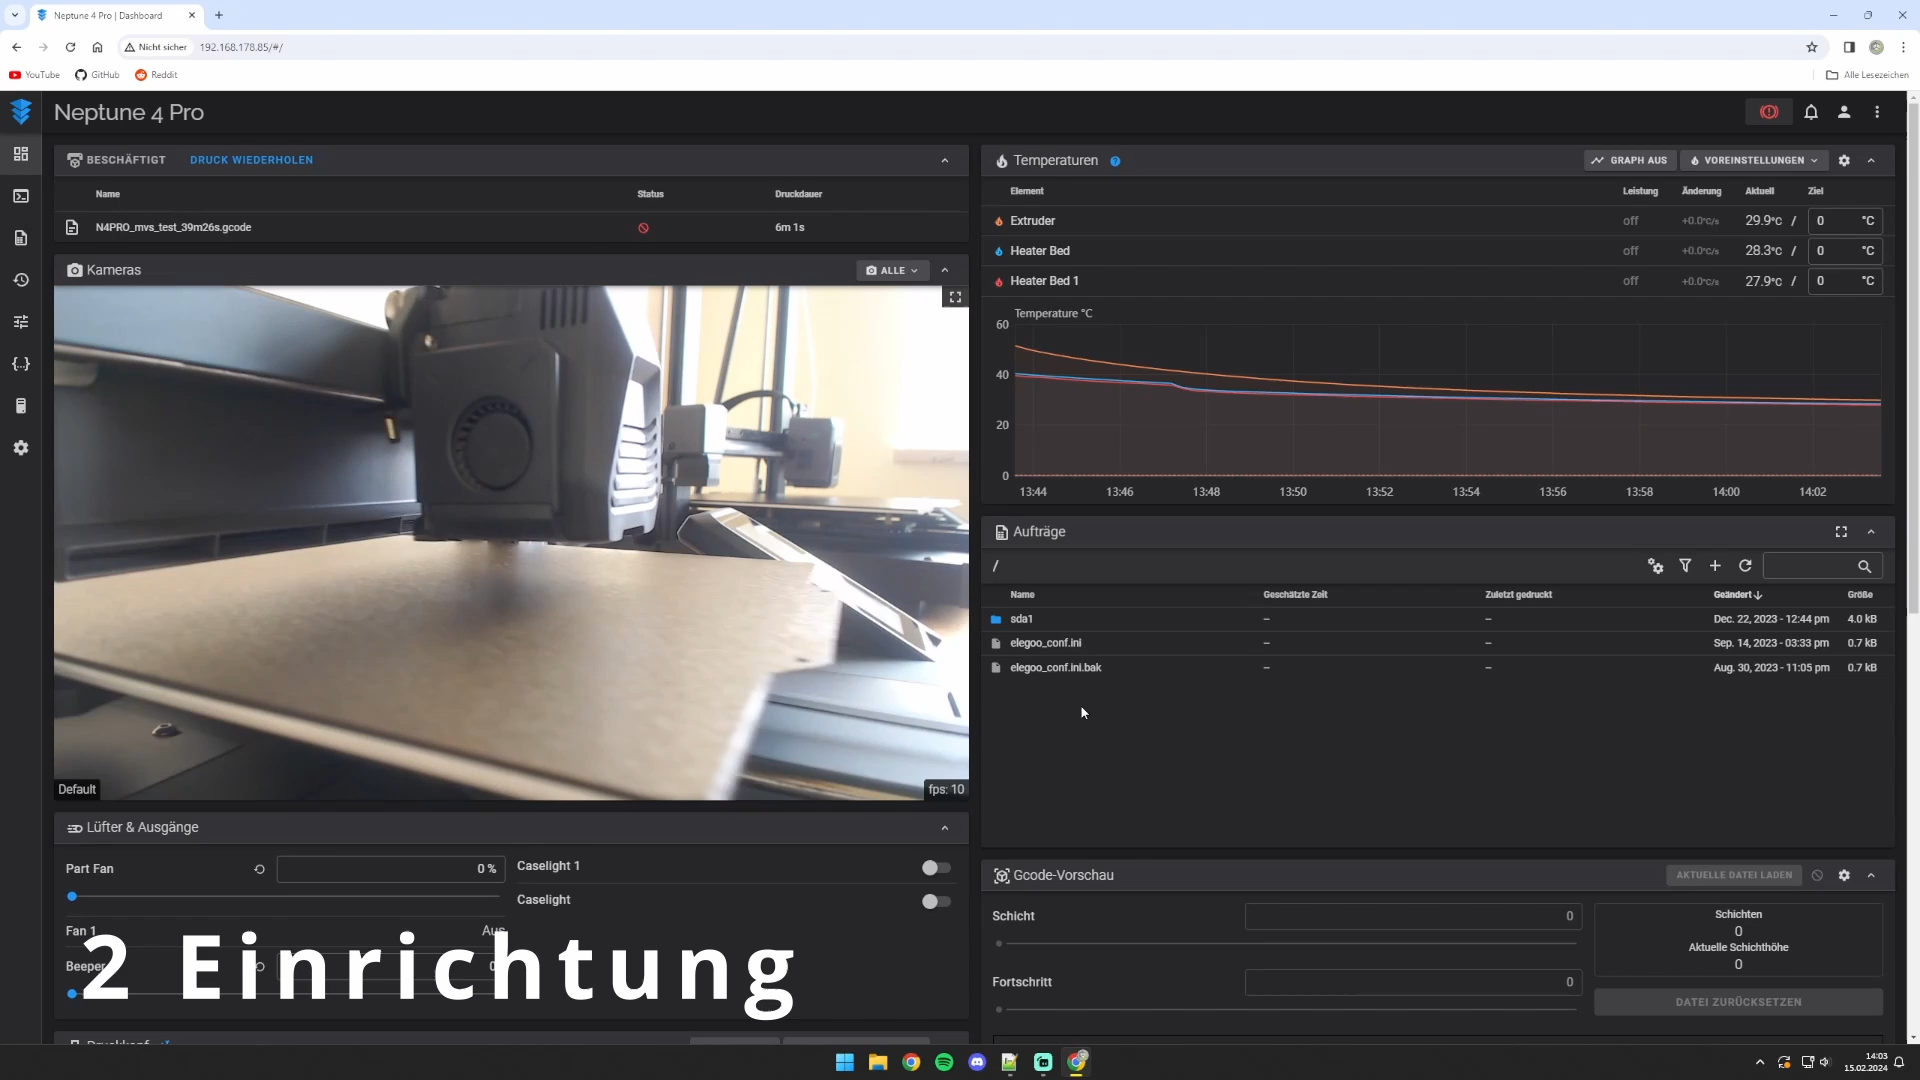 Neptune 4 Pro | Dashboard
Nicht sicher
192.168.178.85/#/
YouTube
GitHub
Reddit
Alle Lesezeichen
Neptune 4 Pro
BESCHÄFTIGT
DRUCK WIEDERHOLEN
Name
Status
Druckdauer
N4PRO_mvs_test_39m26s.gcode
6m 1s
Kameras
ALLE
Default
fps: 10
Lüfter & Ausgänge
Part Fan
0 %
Caselight 1
Caselight
Fan 1
Aus
Beeper
0
2 Einrichtung
Druckkopf
Temperaturen
GRAPH AUS
VOREINSTELLUNGEN
Element
Leistung
Änderung
Aktuell
Ziel
Extruder
off
+0.0°C/s
29.9°C /
0 °C
Heater Bed
off
+0.0°C/s
28.3°C /
0 °C
Heater Bed 1
off
+0.0°C/s
27.9°C /
0 °C
Temperature °C
60
40
20
0
13:44
13:46
13:48
13:50
13:52
13:54
13:56
13:58
14:00
14:02
Aufträge
/
Name
Geschätzte Zeit
Zuletzt gedruckt
Geändert
Größe
sda1
–
–
Dec. 22, 2023 - 12:44 pm
4.0 kB
elegoo_conf.ini
–
–
Sep. 14, 2023 - 03:33 pm
0.7 kB
elegoo_conf.ini.bak
–
–
Aug. 30, 2023 - 11:05 pm
0.7 kB
Gcode-Vorschau
AKTUELLE DATEI LADEN
Schicht
0
Fortschritt
0
Schichten
0
Aktuelle Schichthöhe
0
DATEI ZURÜCKSETZEN
14:03
15.02.2024